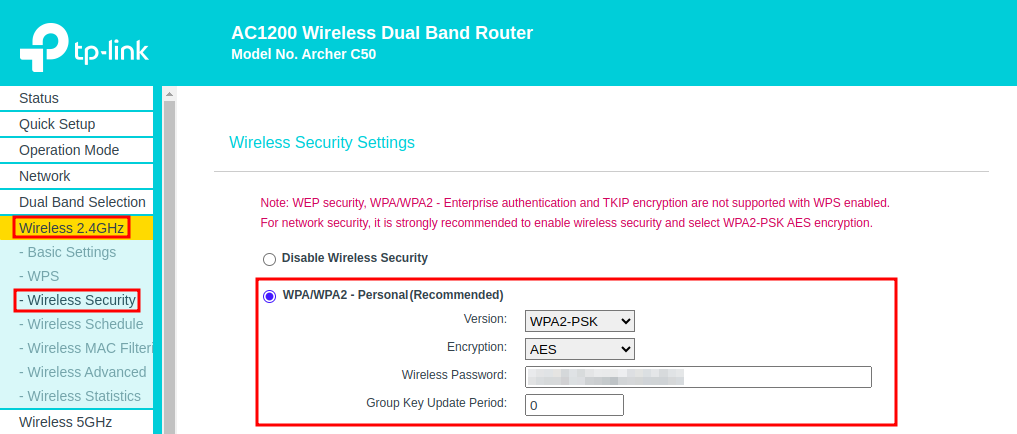 tp-link
AC1200 Wireless Dual Band Router
Model No. Archer C50
Status
Quick Setup
Operation Mode
Network
Dual Band Selection
Wireless 2.4GHz
- Basic Settings
- WPS
- Wireless Security
- Wireless Schedule
- Wireless MAC Filteri
- Wireless Advanced
- Wireless Statistics
Wireless 5GHz
Wireless Security Settings
Note: WEP security, WPA/WPA2 - Enterprise authentication and TKIP encryption are not supported with WPS enabled.
For network security, it is strongly recommended to enable wireless security and select WPA2-PSK AES encryption.
Disable Wireless Security
WPA/WPA2 - Personal(Recommended)
Version: WPA2-PSK
Encryption: AES
Wireless Password:
Group Key Update Period: 0